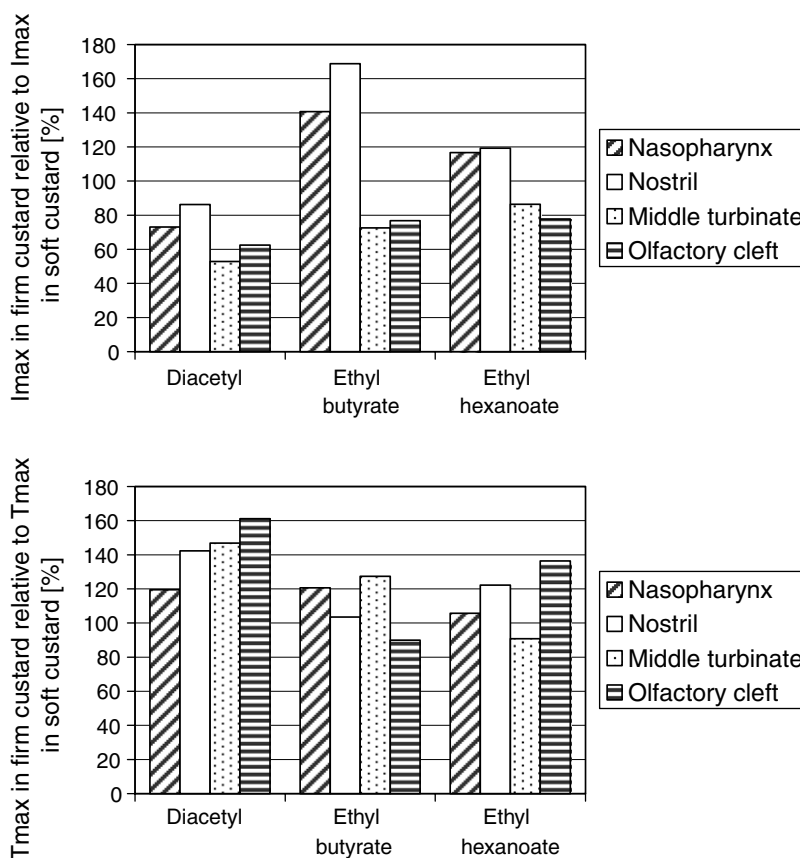 Imax in firm custard relative to Imax
in soft custard [%]
180
160
140
120
100
80
60
40
20
0
Diacetyl
Ethyl
butyrate
Ethyl
hexanoate
Nasopharynx
Nostril
Middle turbinate
Olfactory cleft
Tmax in firm custard relative to Tmax
in soft custard [%]
180
160
140
120
100
80
60
40
20
0
Diacetyl
Ethyl
butyrate
Ethyl
hexanoate
Nasopharynx
Nostril
Middle turbinate
Olfactory cleft